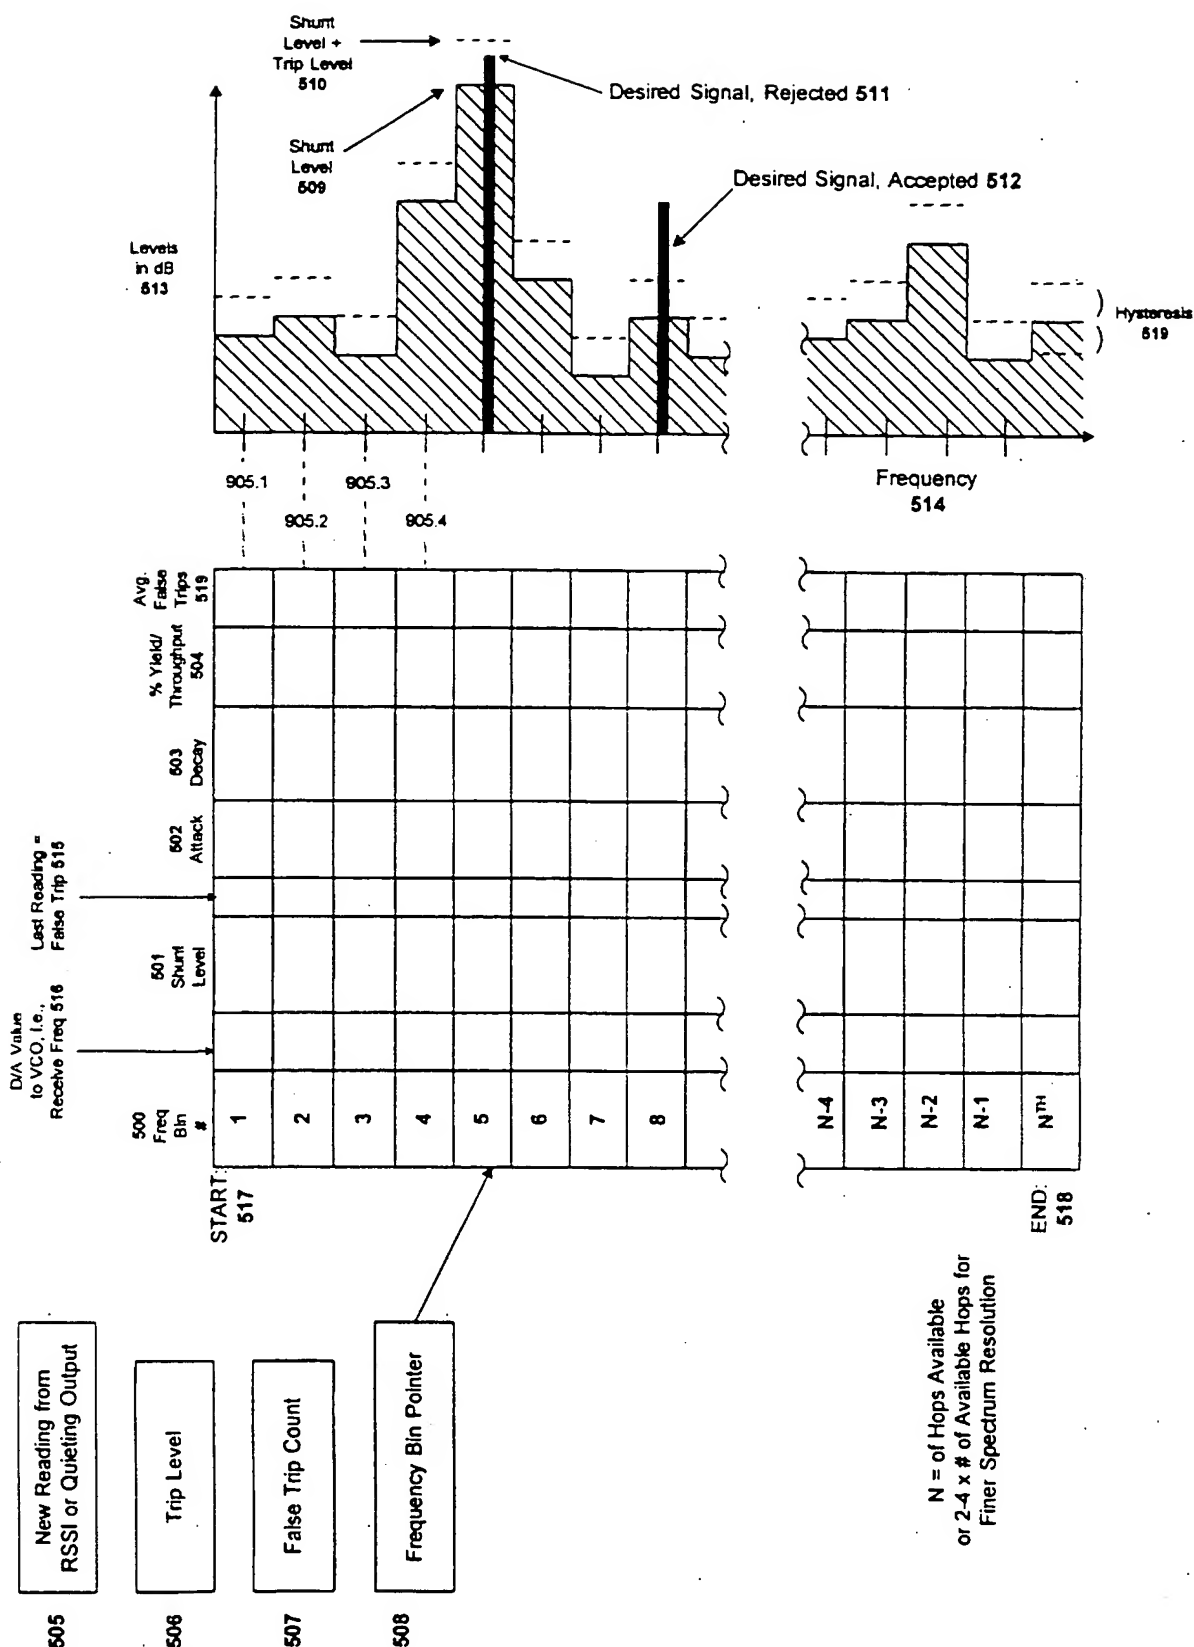 Shunt
Level +
Trip Level
510
Desired Signal, Rejected 511
Shunt
Level
509
Desired Signal, Accepted 512
Levels
in dB
513
Hysteresis
519
905.1
905.2
905.3
905.4
Frequency
514
Avg.
False
Trips
519
% Yield/
Throughput
504
503
Decay
502
Attack
Last Reading =
False Trip 515
501
Shunt
Level
D/A Value
to VCO, I.e.,
Receive Freq 516
500
Freq
Bin
#
1
2
3
4
5
6
7
8
N-4
N-3
N-2
N-1
NTH
START:
517
END:
518
New Reading from
RSSI or Quieting Output
505
Trip Level
506
False Trip Count
507
Frequency Bin Pointer
508
N = of Hops Available
or 2-4 x # of Available Hops for
Finer Spectrum Resolution